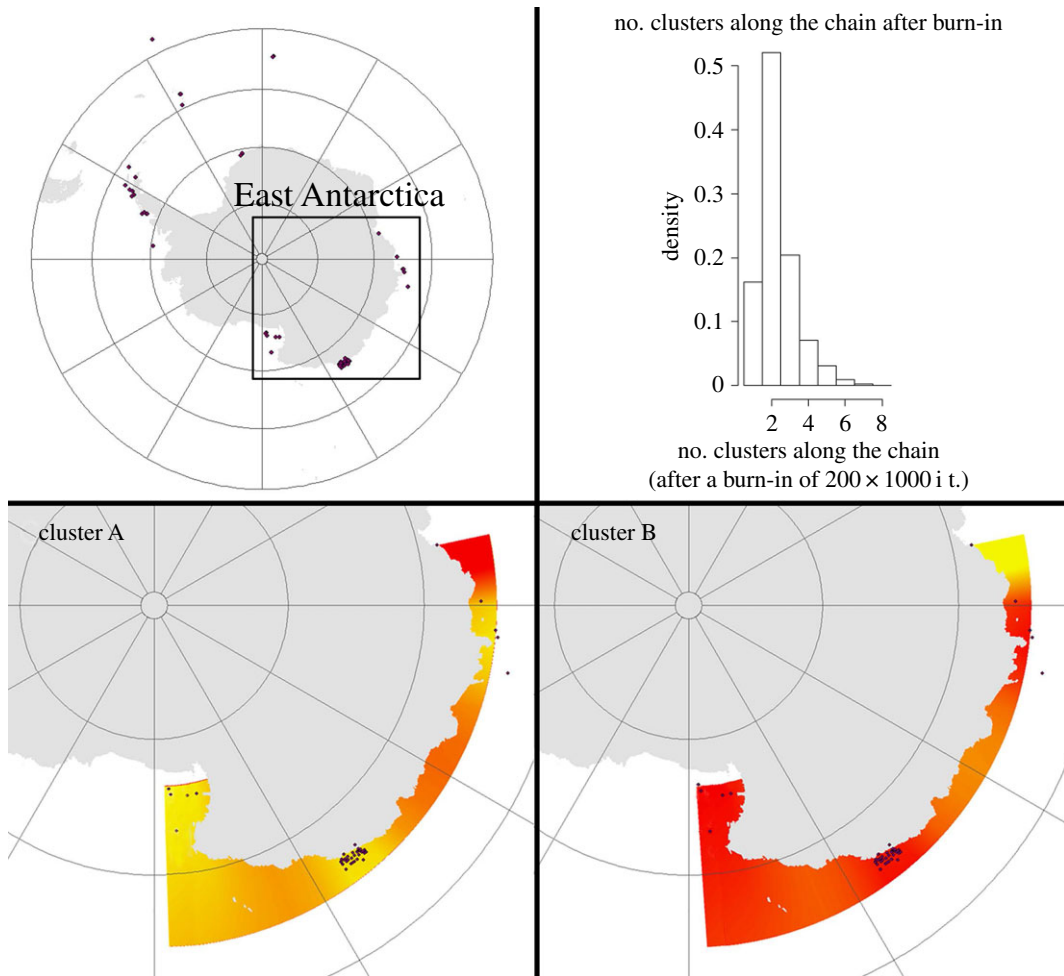 East Antarctica
no. clusters along the chain after burn-in
0.5
0.4
0.3
0.2
0.1
0
density
2 4 6 8
no. clusters along the chain
(after a burn-in of 200 × 1000 i t.)
cluster A
cluster B